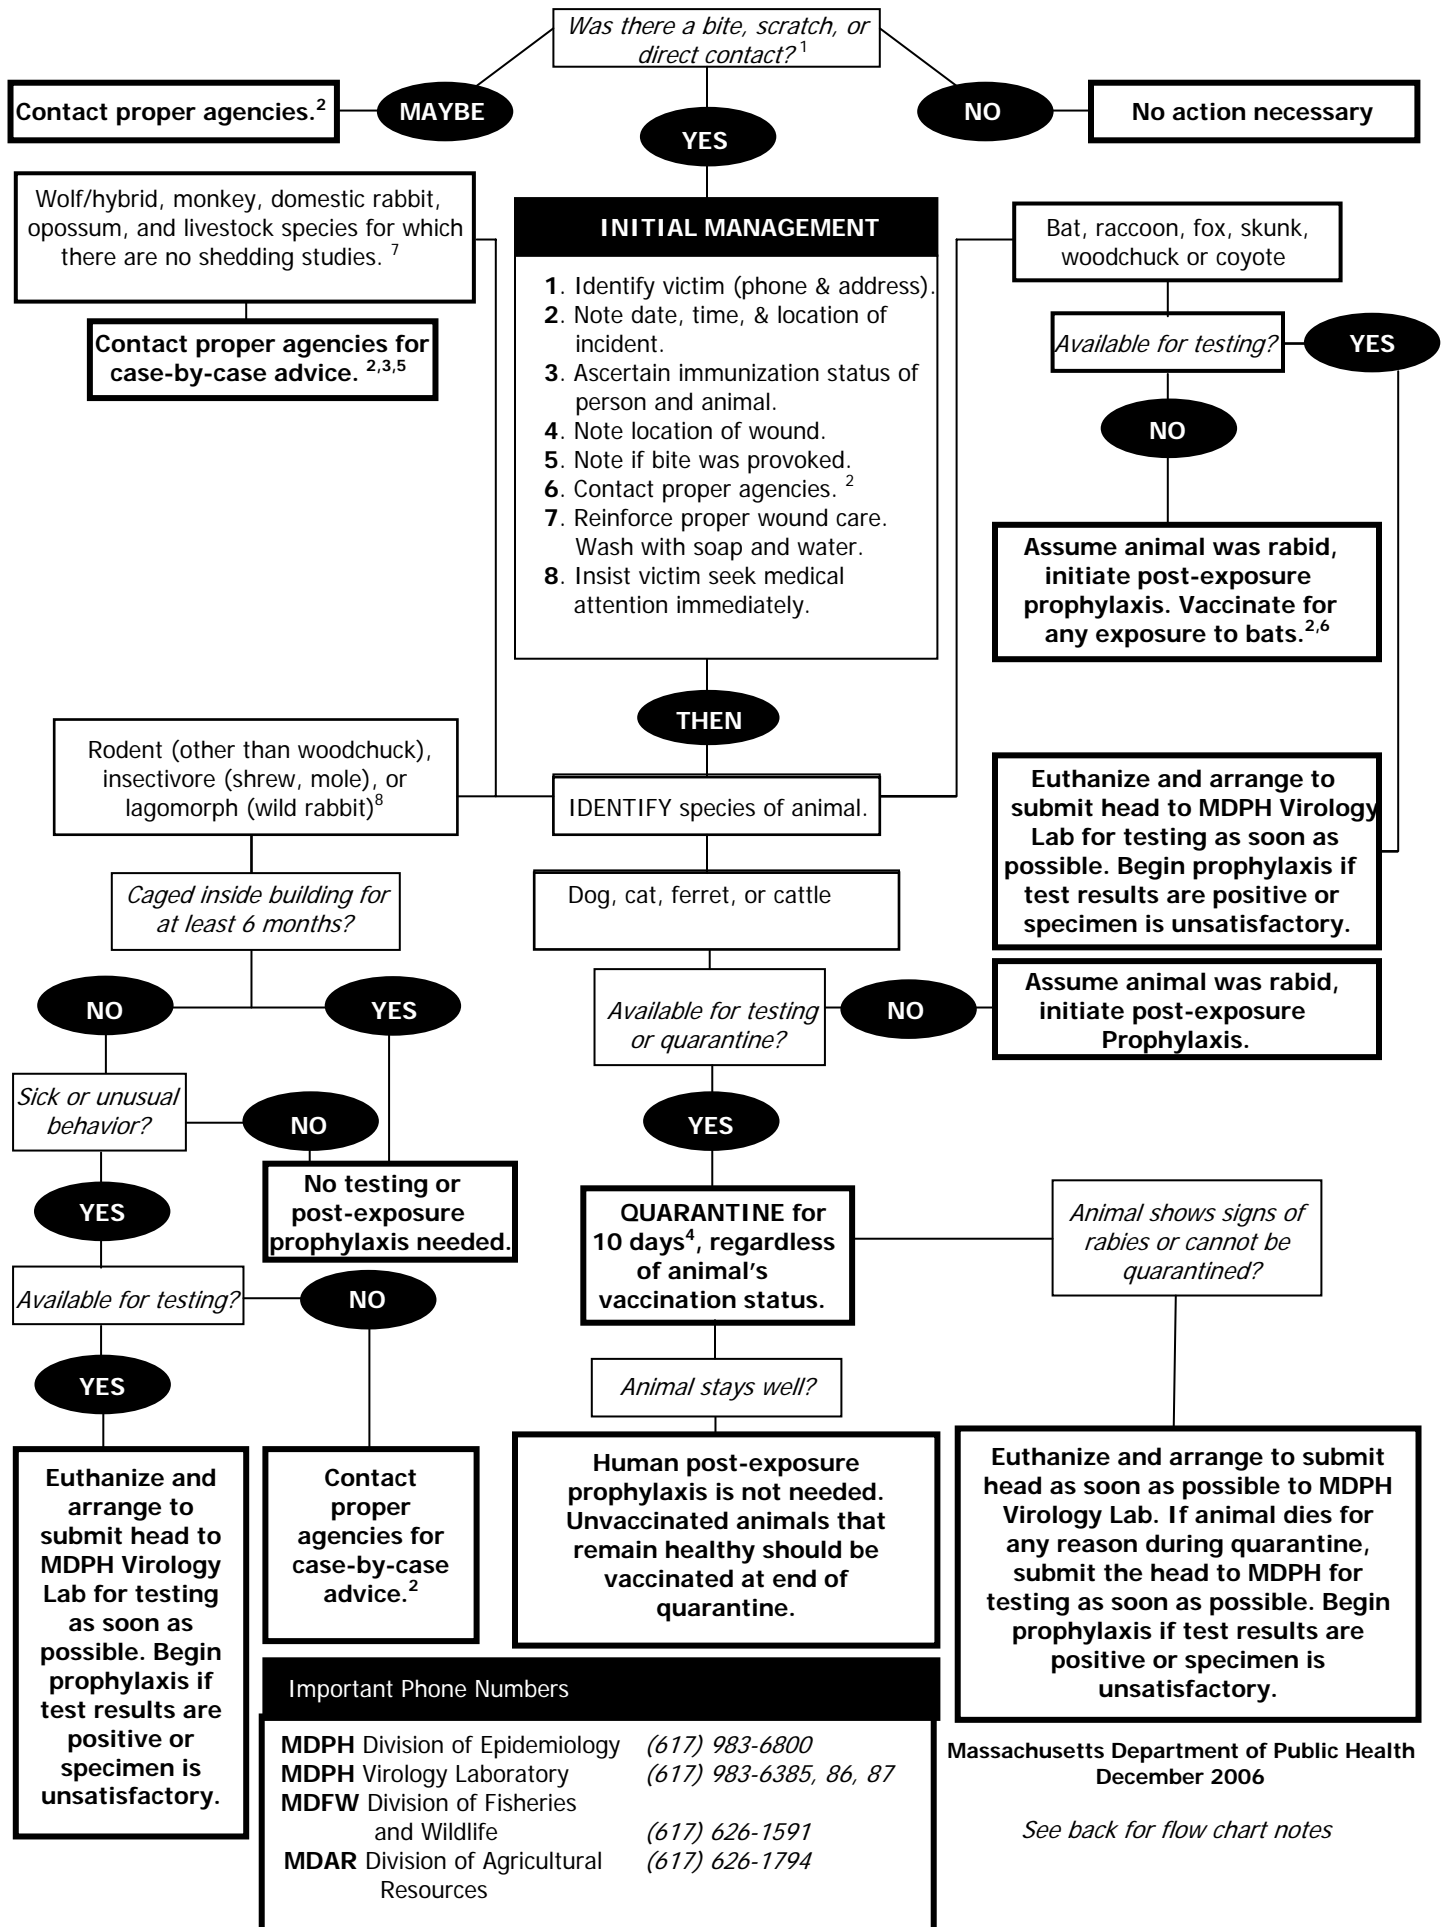 Was there a bite, scratch, or
direct contact? 1
Contact proper agencies.2
MAYBE
NO
No action necessary
YES
Wolf/hybrid, monkey, domestic rabbit,
opossum, and livestock species for which
there are no shedding studies. 7
Contact proper agencies for
case-by-case advice. 2,3,5
INITIAL MANAGEMENT
1. Identify victim (phone & address).
2. Note date, time, & location of
incident.
3. Ascertain immunization status of
person and animal.
4. Note location of wound.
5. Note if bite was provoked.
6. Contact proper agencies. 2
7. Reinforce proper wound care.
Wash with soap and water.
8. Insist victim seek medical
attention immediately.
Bat, raccoon, fox, skunk,
woodchuck or coyote
Available for testing?
YES
NO
Assume animal was rabid,
initiate post-exposure
prophylaxis. Vaccinate for
any exposure to bats.2,6
THEN
Rodent (other than woodchuck),
insectivore (shrew, mole), or
lagomorph (wild rabbit)8
IDENTIFY species of animal.
Euthanize and arrange to
submit head to MDPH Virology
Lab for testing as soon as
possible. Begin prophylaxis if
test results are positive or
specimen is unsatisfactory.
Caged inside building for
at least 6 months?
Dog, cat, ferret, or cattle
NO
YES
Available for testing
or quarantine?
NO
Assume animal was rabid,
initiate post-exposure
Prophylaxis.
Sick or unusual
behavior?
NO
YES
YES
No testing or
post-exposure
prophylaxis needed.
QUARANTINE for
10 days4, regardless
of animal's
vaccination status.
Animal shows signs of
rabies or cannot be
quarantined?
Available for testing?
NO
YES
Animal stays well?
Euthanize and
arrange to
submit head to
MDPH Virology
Lab for testing
as soon as
possible. Begin
prophylaxis if
test results are
positive or
specimen is
unsatisfactory.
Contact
proper
agencies for
case-by-case
advice.2
Human post-exposure
prophylaxis is not needed.
Unvaccinated animals that
remain healthy should be
vaccinated at end of
quarantine.
Euthanize and arrange to submit
head as soon as possible to MDPH
Virology Lab. If animal dies for
any reason during quarantine,
submit the head to MDPH for
testing as soon as possible. Begin
prophylaxis if test results are
positive or specimen is
unsatisfactory.
Important Phone Numbers
MDPH Division of Epidemiology (617) 983-6800
MDPH Virology Laboratory (617) 983-6385, 86, 87
MDFW Division of Fisheries
and Wildlife (617) 626-1591
MDAR Division of Agricultural (617) 626-1794
Resources
Massachusetts Department of Public Health
December 2006
See back for flow chart notes